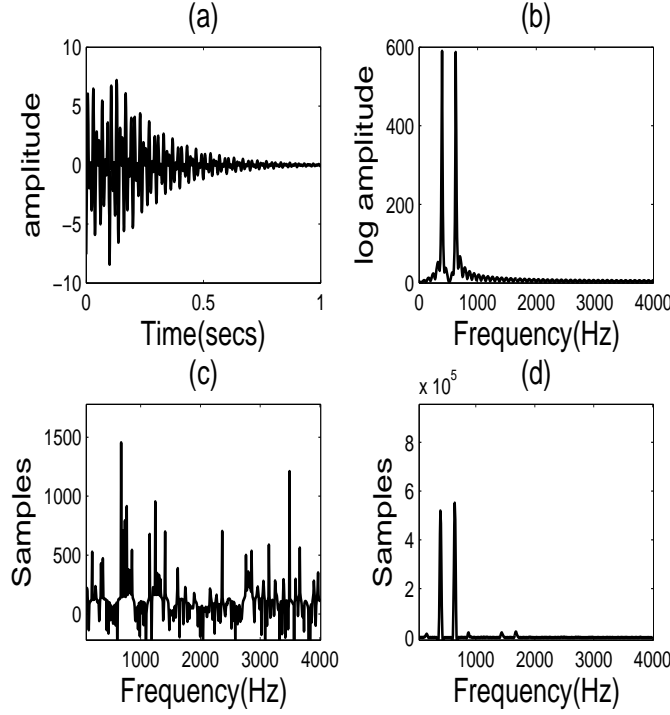 (a)
amplitude
10
5
0
−5
−10
0
0.5
1
Time(secs)
(b)
log amplitude
600
400
200
0
0
1000
2000
3000
4000
Frequency(Hz)
(c)
Samples
1500
1000
500
0
1000
2000
3000
4000
Frequency(Hz)
(d)
x 10^5
Samples
8
6
4
2
0
1000
2000
3000
4000
Frequency(Hz)